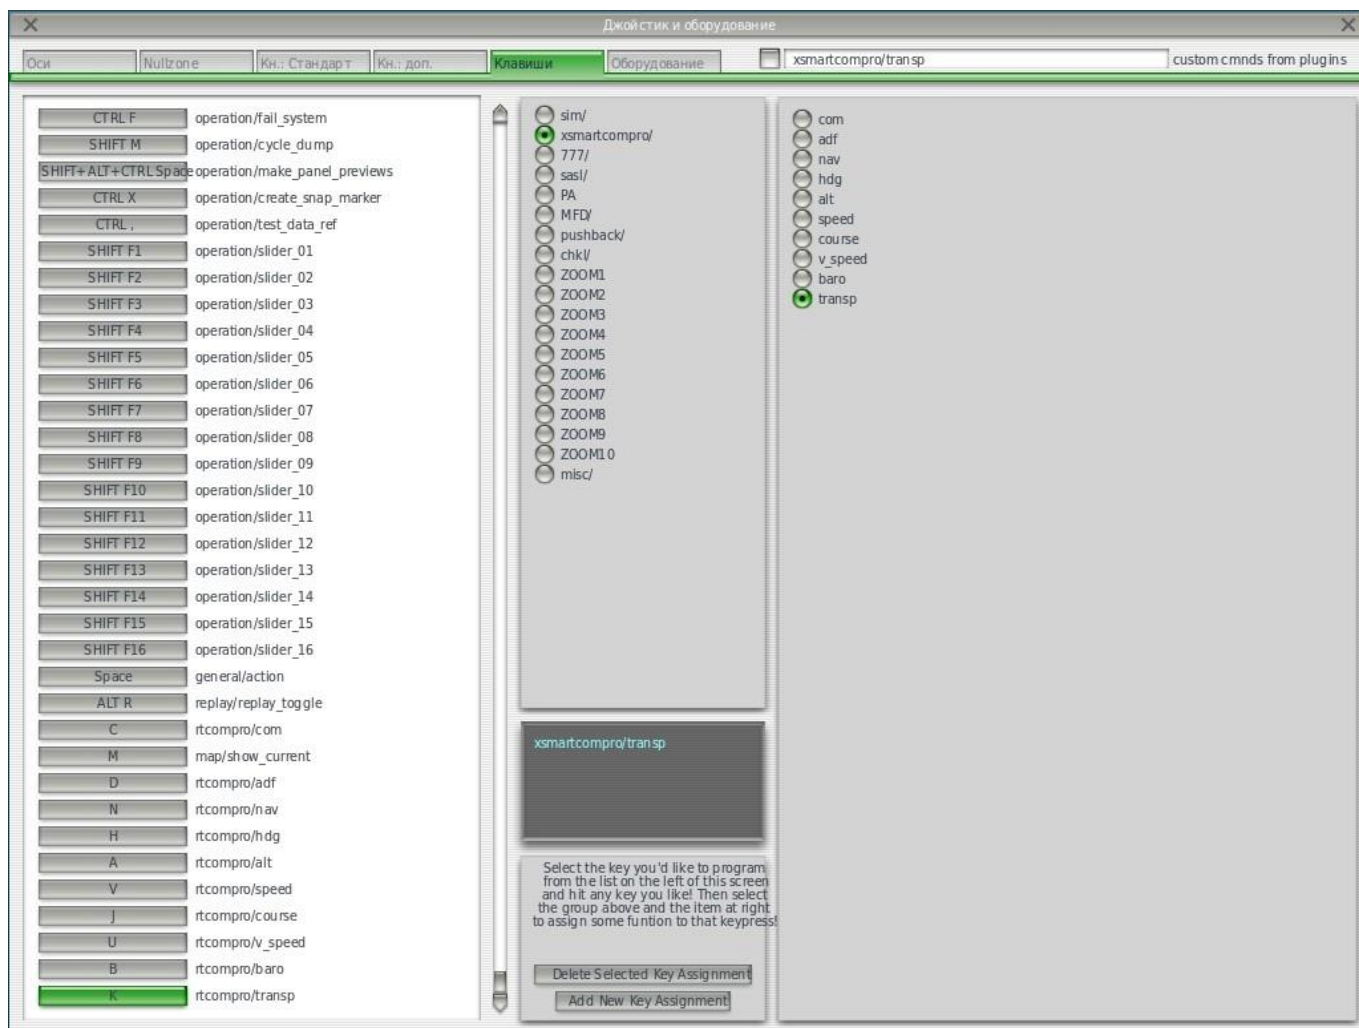 Джойстик и оборудование
Оси
Nullzone
Кн.: Стандарт
Кн.: доп.
Клавиши
Оборудование
xsmartcompro/transp
custom cmnds from plugins
CTRL F operation/fail_system
SHIFT M operation/cycle_dump
SHIFT+ALT+CTRL Space operation/make_panel_previews
CTRL X operation/create_snap_marker
CTRL , operation/test_data_ref
SHIFT F1 operation/slider_01
SHIFT F2 operation/slider_02
SHIFT F3 operation/slider_03
SHIFT F4 operation/slider_04
SHIFT F5 operation/slider_05
SHIFT F6 operation/slider_06
SHIFT F7 operation/slider_07
SHIFT F8 operation/slider_08
SHIFT F9 operation/slider_09
SHIFT F10 operation/slider_10
SHIFT F11 operation/slider_11
SHIFT F12 operation/slider_12
SHIFT F13 operation/slider_13
SHIFT F14 operation/slider_14
SHIFT F15 operation/slider_15
SHIFT F16 operation/slider_16
Space general/action
ALT R replay/replay_toggle
C rtcompro/com
M map/show_current
D rtcompro/adf
N rtcompro/nav
H rtcompro/hdg
A rtcompro/alt
V rtcompro/speed
J rtcompro/course
U rtcompro/v_speed
B rtcompro/baro
K rtcompro/transp
sim/
xsmartcompro/
777/
sasl/
PA
MFD/
pushback/
chkl/
ZOOM1
ZOOM2
ZOOM3
ZOOM4
ZOOM5
ZOOM6
ZOOM7
ZOOM8
ZOOM9
ZOOM10
misc/
xsmartcompro/transp
Select the key you'd like to program
from the list on the left of this screen
and hit any key you like! Then select
the group above and the item at right
to assign some funtion to that keypress!
Delete Selected Key Assignment
Add New Key Assignment
com
adf
nav
hdg
alt
speed
course
v_speed
baro
transp